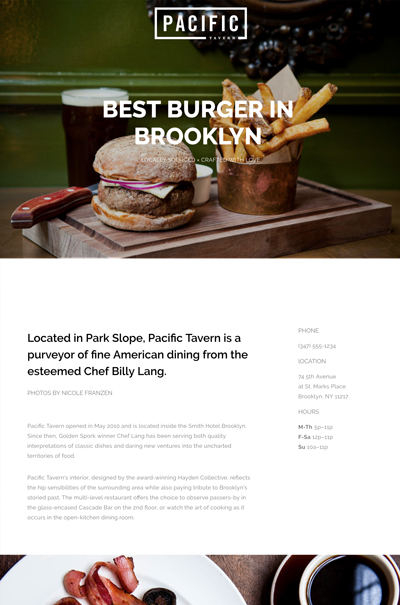 PACIFIC
TAVERN
BEST BURGER IN
BROOKLYN
LOCALLY SOURCED + CRAFTED WITH LOVE
Located in Park Slope, Pacific Tavern is a
purveyor of fine American dining from the
esteemed Chef Billy Lang.
PHOTOS BY NICOLE FRANZEN
Pacific Tavern opened in May 2010 and is located inside the Smith Hotel Brooklyn.
Since then, Golden Spork winner Chef Lang has been serving both quality
interpretations of classic dishes and daring new ventures into the uncharted
territories of food.
Pacific Tavern's interior, designed by the award-winning Hayden Collective, reflects
the hip sensibilities of the surrounding area while also paying tribute to Brooklyn's
storied past. The multi-level restaurant offers the choice to observe passers-by in
the glass-encased Cascade Bar on the 2nd floor, or watch the art of cooking as it
occurs in the open-kitchen dining room.
PHONE
(347) 555-1234
LOCATION
74 5th Avenue
at St. Marks Place
Brooklyn, NY 11217
HOURS
M-Th 5p–11p
F-Sa 12p–11p
Su 10a–11p